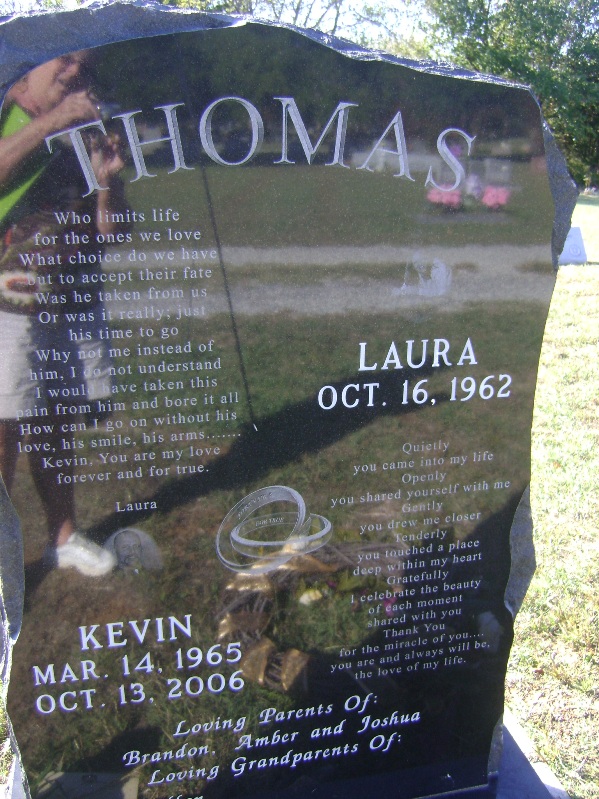 THOMAS
Who limits life
for the ones we love
What choice do we have
but to accept their fate
Was he taken from us
Or was it really, just
his time to go
Why not me instead of
him, I do not understand
I would have taken this
pain from him and bore it all
How can I go on without his
love, his smile, his arms.......
Kevin. You are my love
forever and for true.
Laura
LAURA
OCT. 16, 1962
Quietly
you came into my life
Openly
you shared yourself with me
Gently
you drew me closer
Tenderly
you touched a place
deep within my heart
Gratefully
I celebrate the beauty
of each moment
shared with you
Thank You
for the miracle of you....
you are and always will be,
the love of my life.
KEVIN
MAR. 14, 1965
OCT. 13, 2006
Loving Parents Of:
Brandon, Amber and Joshua
Loving Grandparents Of: